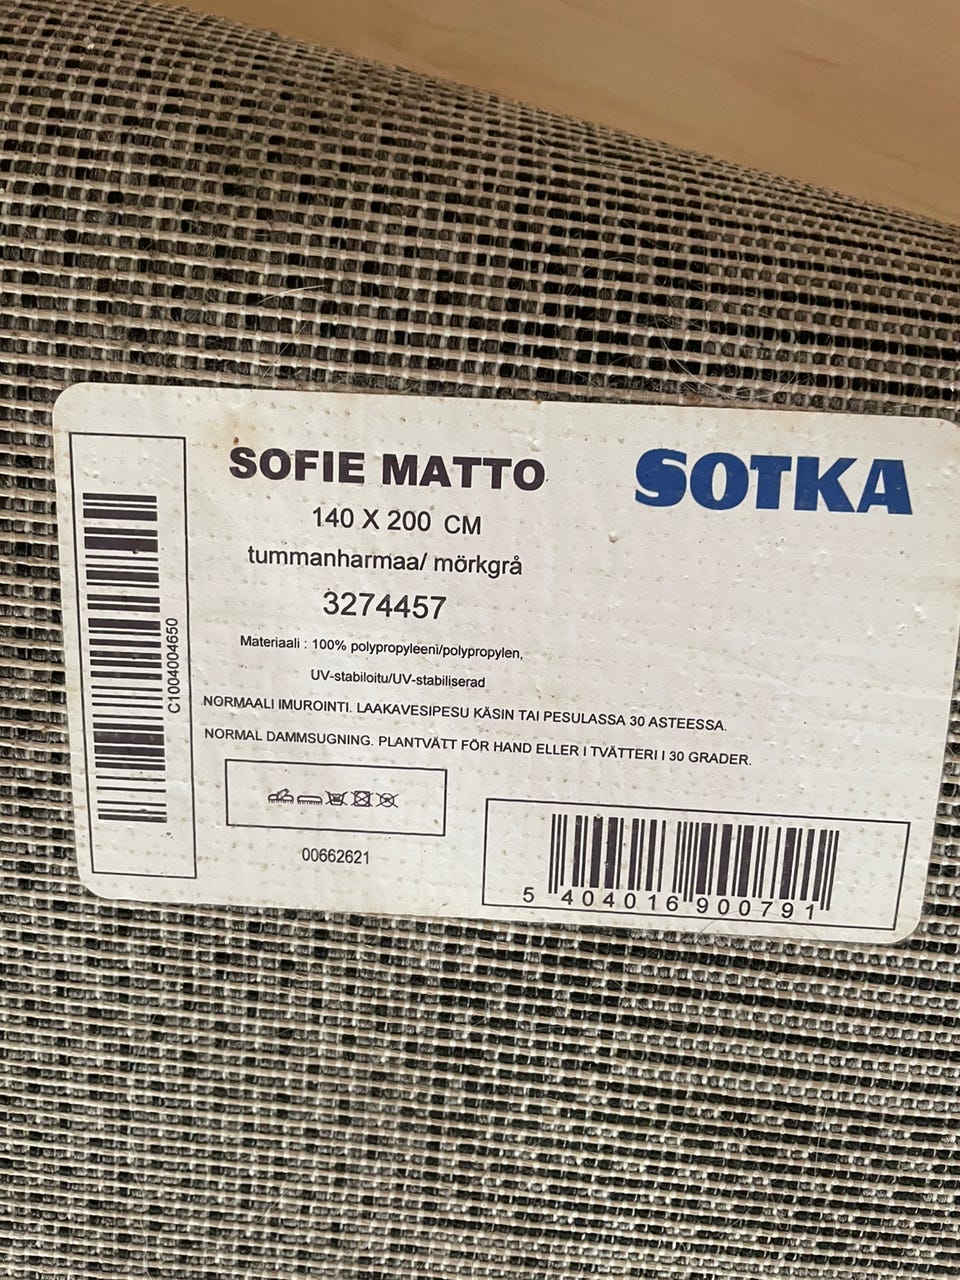 SOFIE MATTO
SOTKA
140 X 200 CM
tummanharmaa/ mörkgrå
3274457
Materiaali : 100% polypropyleeni/polypropylen,
UV-stabiloitu/UV-stabiliserad
NORMAALI IMUROINTI. LAAKAVESIPESU KÄSIN TAI PESULASSA 30 ASTEESSA.
NORMAL DAMMSUGNING. PLANTVÄTT FÖR HAND ELLER I TVÄTTERI I 30 GRADER.
00662621
C1004004650
5 404016 900791